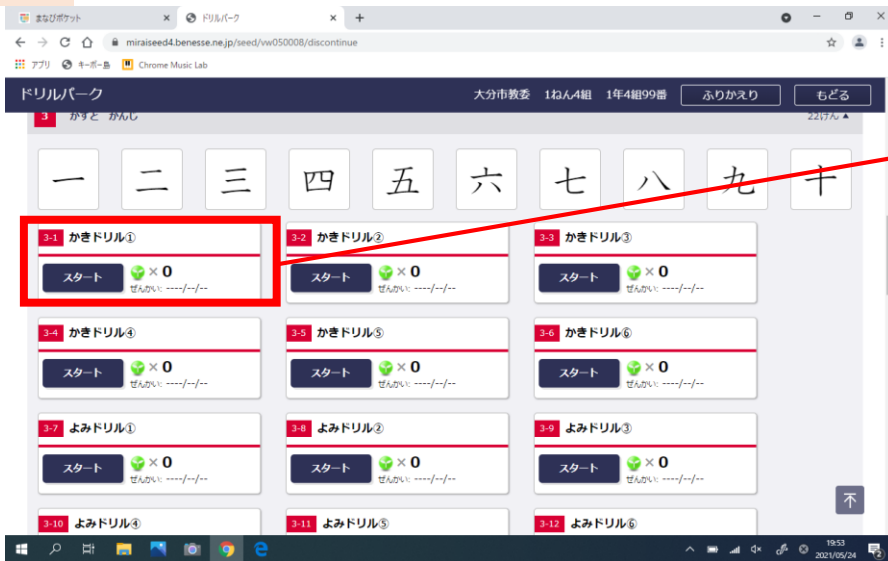 まなびポケット × ドリルパーク × +
miraiseed4.benesse.ne.jp/seed/vw050008/discontinue
アプリ キーボー島 Chrome Music Lab
ドリルパーク 大分市教委 1ねん4組 1年4組99番 ふりかえり もどる
3 かずと かんじ 22けん ▲
一 二 三 四 五 六 七 八 九 十
3-1 かきドリル① 3-2 かきドリル② 3-3 かきドリル③
スタート × 0 スタート × 0 スタート × 0
ぜんかい: ----/--/-- ぜんかい: ----/--/-- ぜんかい: ----/--/--
3-4 かきドリル④ 3-5 かきドリル⑤ 3-6 かきドリル⑥
スタート × 0 スタート × 0 スタート × 0
ぜんかい: ----/--/-- ぜんかい: ----/--/-- ぜんかい: ----/--/--
3-7 よみドリル① 3-8 よみドリル② 3-9 よみドリル③
スタート × 0 スタート × 0 スタート × 0
ぜんかい: ----/--/-- ぜんかい: ----/--/-- ぜんかい: ----/--/--
3-10 よみドリル④ 3-11 よみドリル⑤ 3-12 よみドリル⑥
19:53
2021/05/24
2